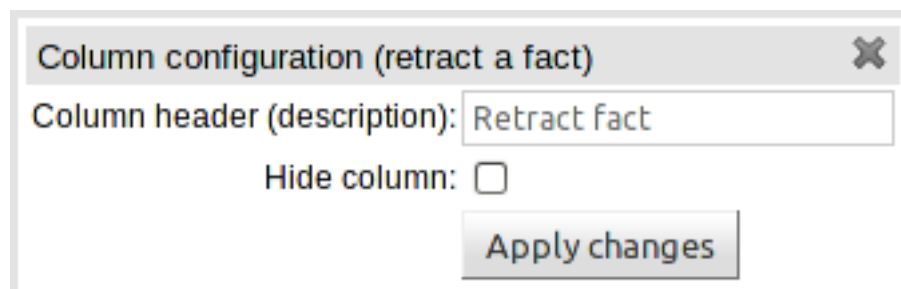 Column configuration (retract a fact)
Column header (description): Retract fact
Hide column:
Apply changes